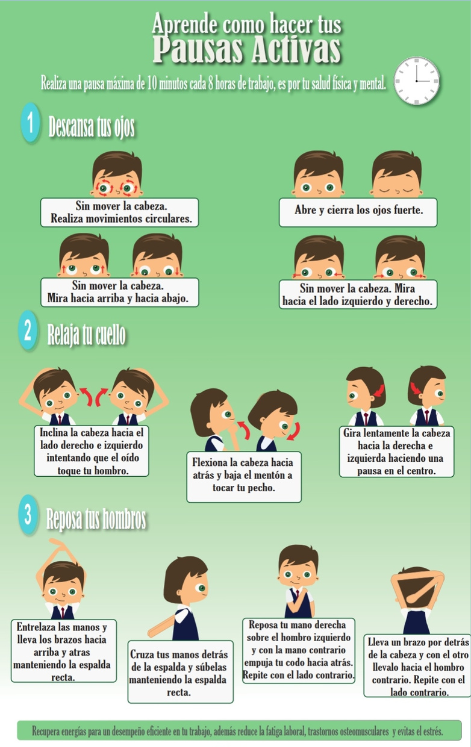 Aprende como hacer tus
Pausas Activas
Realiza una pausa máxima de 10 minutos cada 8 horas de trabajo, es por tu salud física y mental.
1 Descansa tus ojos
Sin mover la cabeza.
Realiza movimientos circulares.
Abre y cierra los ojos fuerte.
Sin mover la cabeza.
Mira hacia arriba y hacia abajo.
Sin mover la cabeza. Mira
hacia el lado izquierdo y derecho.
2 Relaja tu cuello
Inclina la cabeza hacia el
lado derecho e izquierdo
intentando que el oído
toque tu hombro.
Flexiona la cabeza hacia
atrás y baja el mentón a
tocar tu pecho.
Gira lentamente la cabeza
hacia la derecha e
izquierda haciendo una
pausa en el centro.
3 Reposa tus hombros
Entrelaza las manos y
lleva los brazos hacia
arriba y atras
manteniendo la espalda
recta.
Cruza tus manos detrás
de la espalda y súbelas
manteniendo la espalda
recta.
Reposa tu mano derecha
sobre el hombro izquierdo
y con la mano contrario
empuja tu codo hacia atrás.
Repite con el lado contrario.
Lleva un brazo por detrás
de la cabeza y con el otro
llevalo hacia el hombro
contrario. Repite con el
lado contrario.
Recupera energías para un desempeño eficiente en tu trabajo, además reduce la fatiga laboral, trastornos osteomusculares y evitas el estrés.